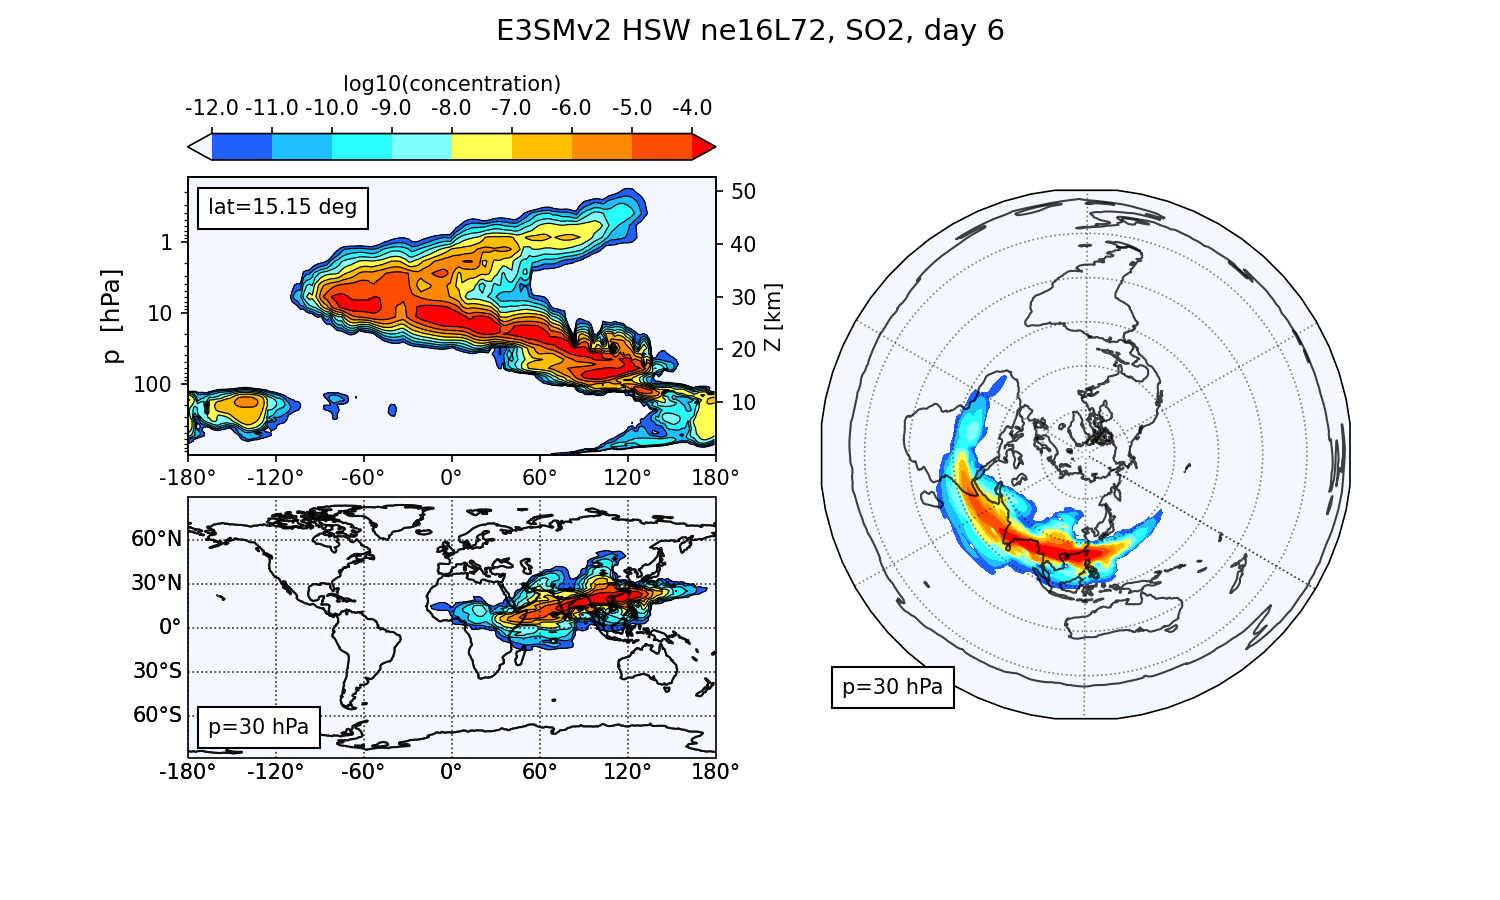 E3SMv2 HSW ne16L72, SO2, day 6
log10(concentration)
-12.0 -11.0 -10.0 -9.0 -8.0 -7.0 -6.0 -5.0 -4.0
lat=15.15 deg
p [hPa]
1
10
100
Z [km]
50
40
30
20
10
-180° -120° -60° 0° 60° 120° 180°
60°N
30°N
0°
30°S
60°S
p=30 hPa
-180° -120° -60° 0° 60° 120° 180°
p=30 hPa